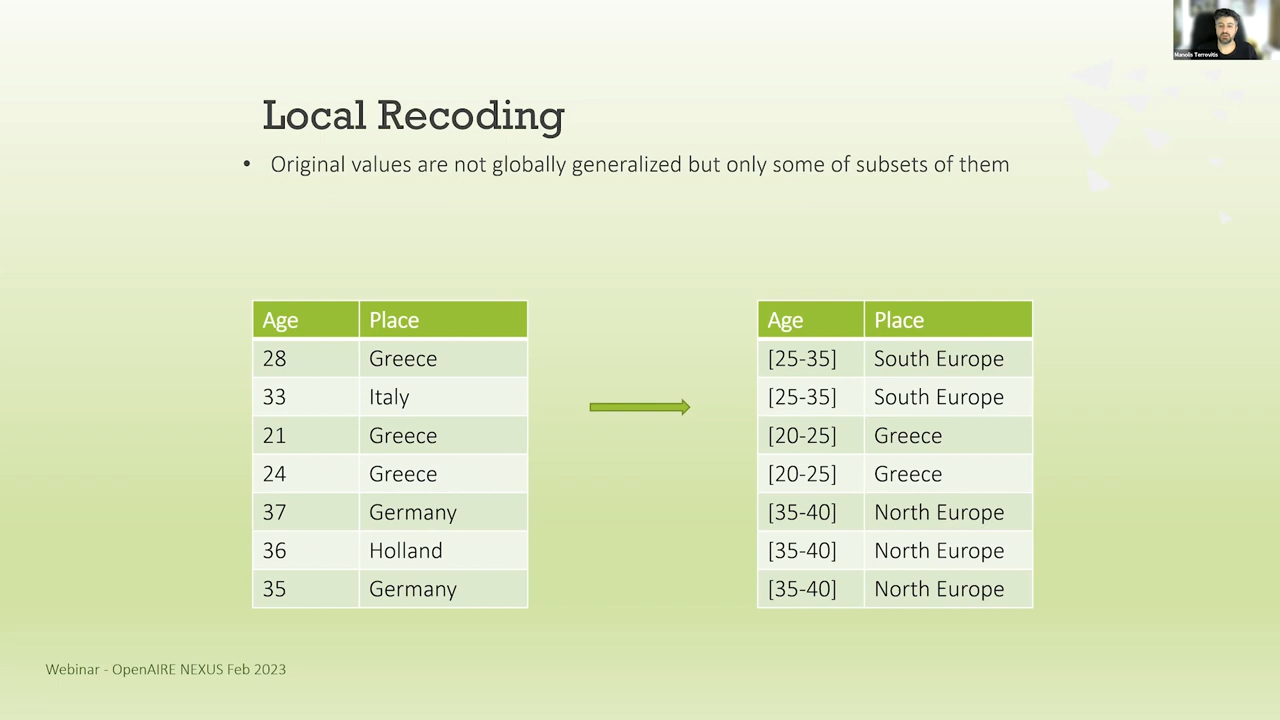 Manolis Terrovitis
Local Recoding
• Original values are not globally generalized but only some of subsets of them
Age Place
28 Greece
33 Italy
21 Greece
24 Greece
37 Germany
36 Holland
35 Germany
Age Place
[25-35] South Europe
[25-35] South Europe
[20-25] Greece
[20-25] Greece
[35-40] North Europe
[35-40] North Europe
[35-40] North Europe
Webinar - OpenAIRE NEXUS Feb 2023